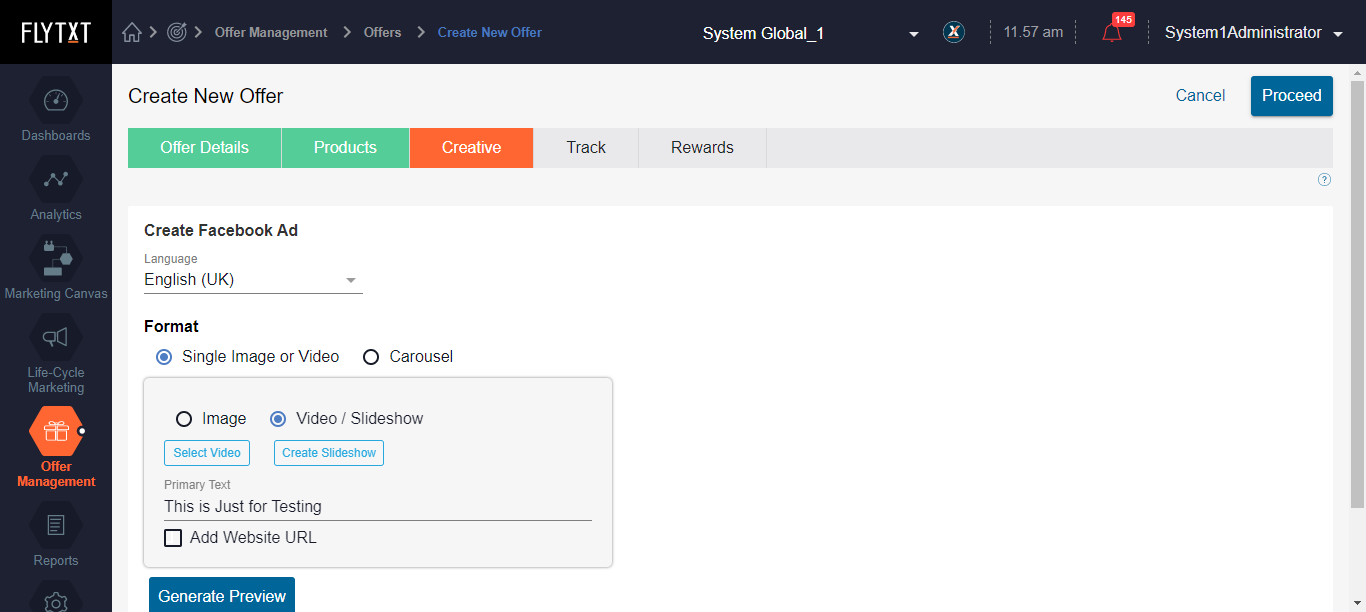 FLYTXT
Offer Management
Offers
Create New Offer
System Global_1
X
11.57 am
145
System1Administrator
Dashboards
Analytics
Marketing Canvas
Life-Cycle
Marketing
Offer
Management
Reports
Create New Offer
Cancel
Proceed
Offer Details
Products
Creative
Track
Rewards
?
Create Facebook Ad
Language
English (UK)
Format
Single Image or Video
Carousel
Image
Video / Slideshow
Select Video
Create Slideshow
Primary Text
This is Just for Testing
Add Website URL
Generate Preview